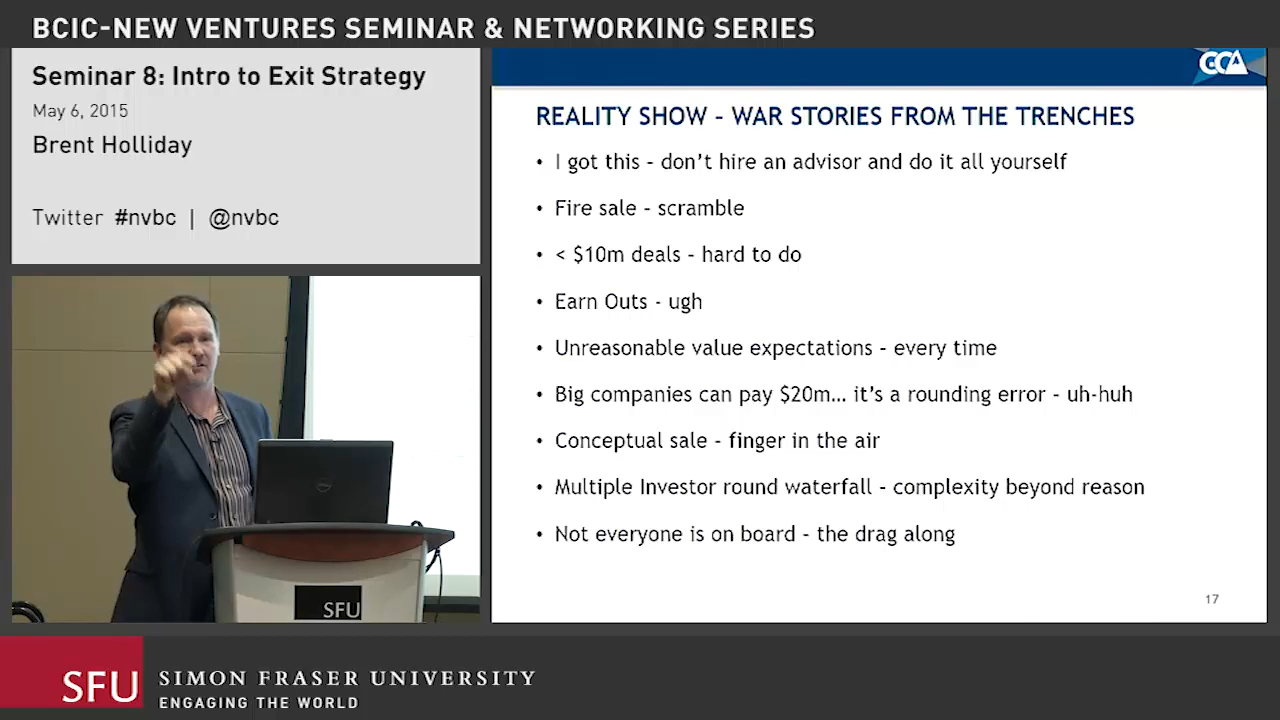 BCIC-NEW VENTURES SEMINAR & NETWORKING SERIES
Seminar 8: Intro to Exit Strategy
May 6, 2015
Brent Holliday
Twitter #nvbc | @nvbc
GCA
REALITY SHOW – WAR STORIES FROM THE TRENCHES
• I got this – don't hire an advisor and do it all yourself
• Fire sale – scramble
• < $10m deals – hard to do
• Earn Outs - ugh
• Unreasonable value expectations – every time
• Big companies can pay $20m… it's a rounding error – uh-huh
• Conceptual sale – finger in the air
• Multiple Investor round waterfall – complexity beyond reason
• Not everyone is on board – the drag along
17
SFU
SFU
SIMON FRASER UNIVERSITY
ENGAGING THE WORLD